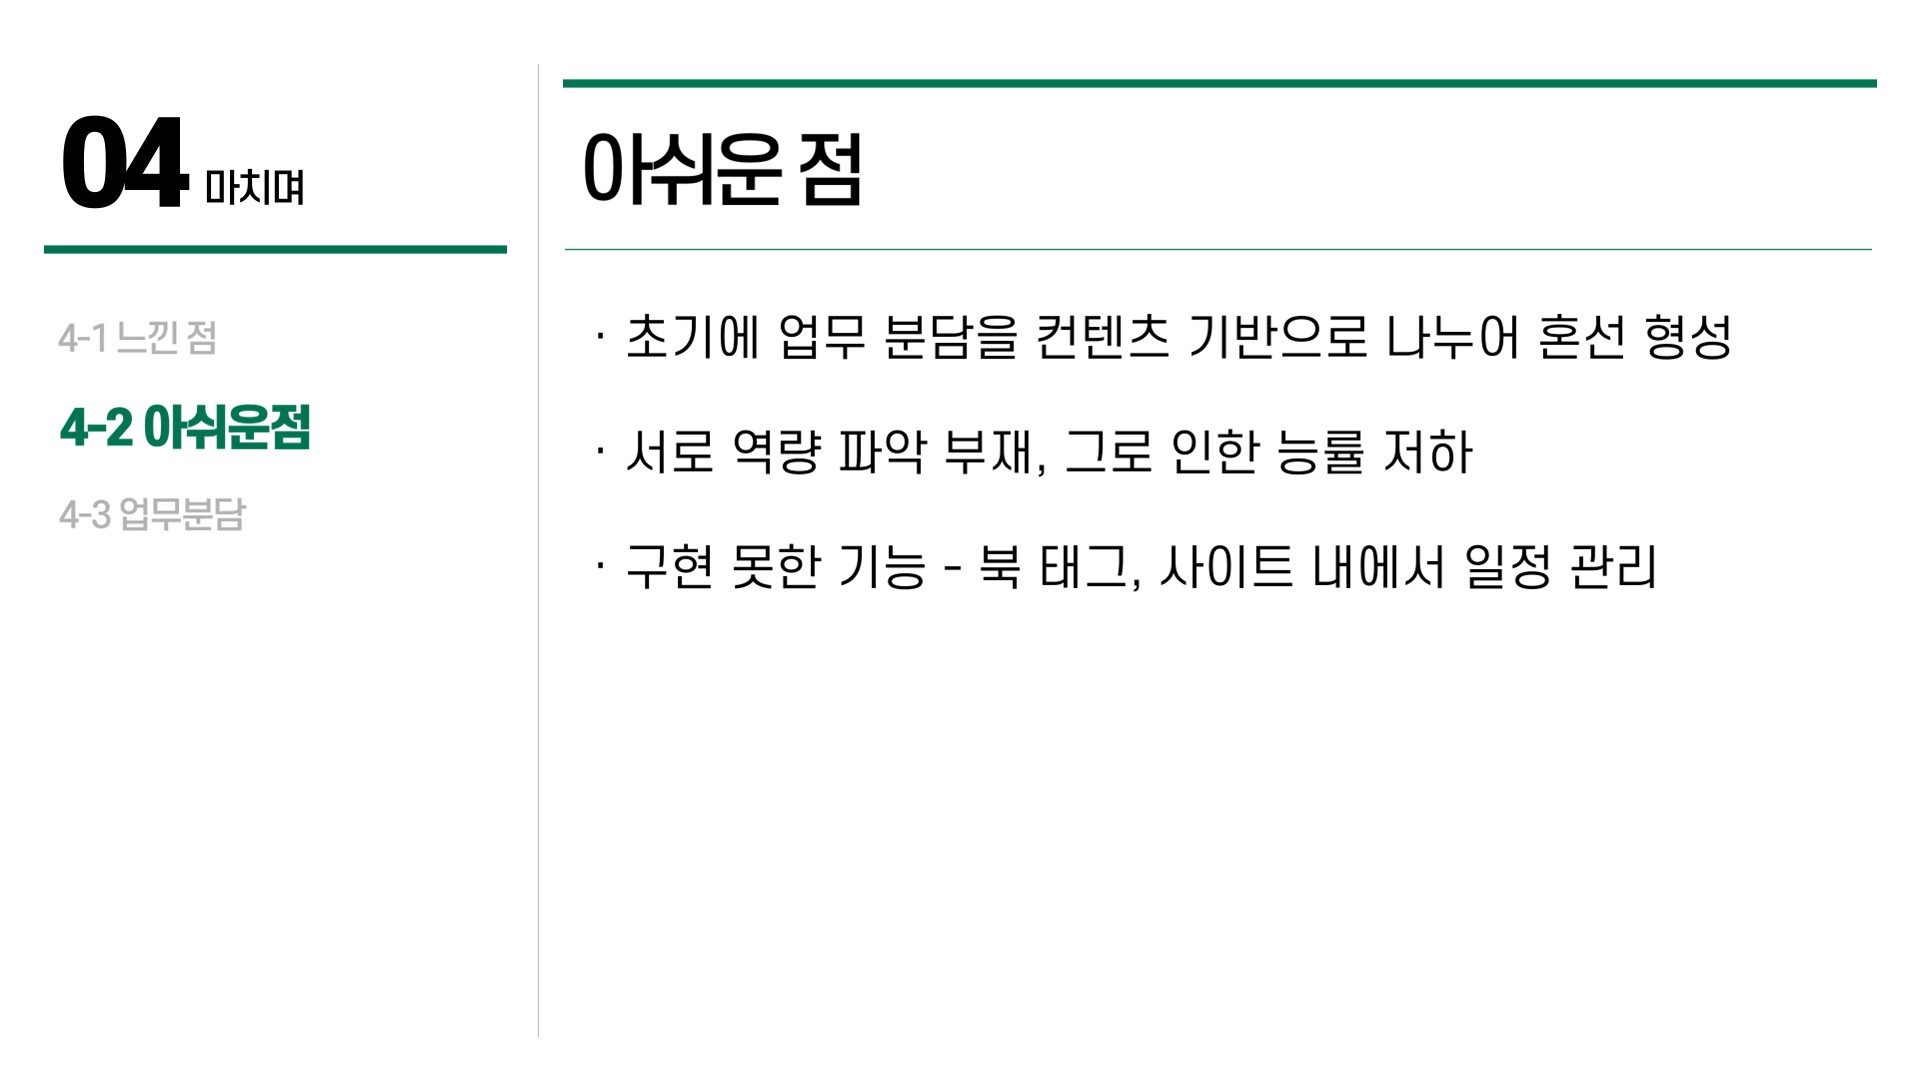 04 마치며
4-1 느낀 점
4-2 아쉬운점
4-3 업무분담
아쉬운 점
· 초기에 업무 분담을 컨텐츠 기반으로 나누어 혼선 형성
· 서로 역량 파악 부재, 그로 인한 능률 저하
· 구현 못한 기능 - 북 태그, 사이트 내에서 일정 관리